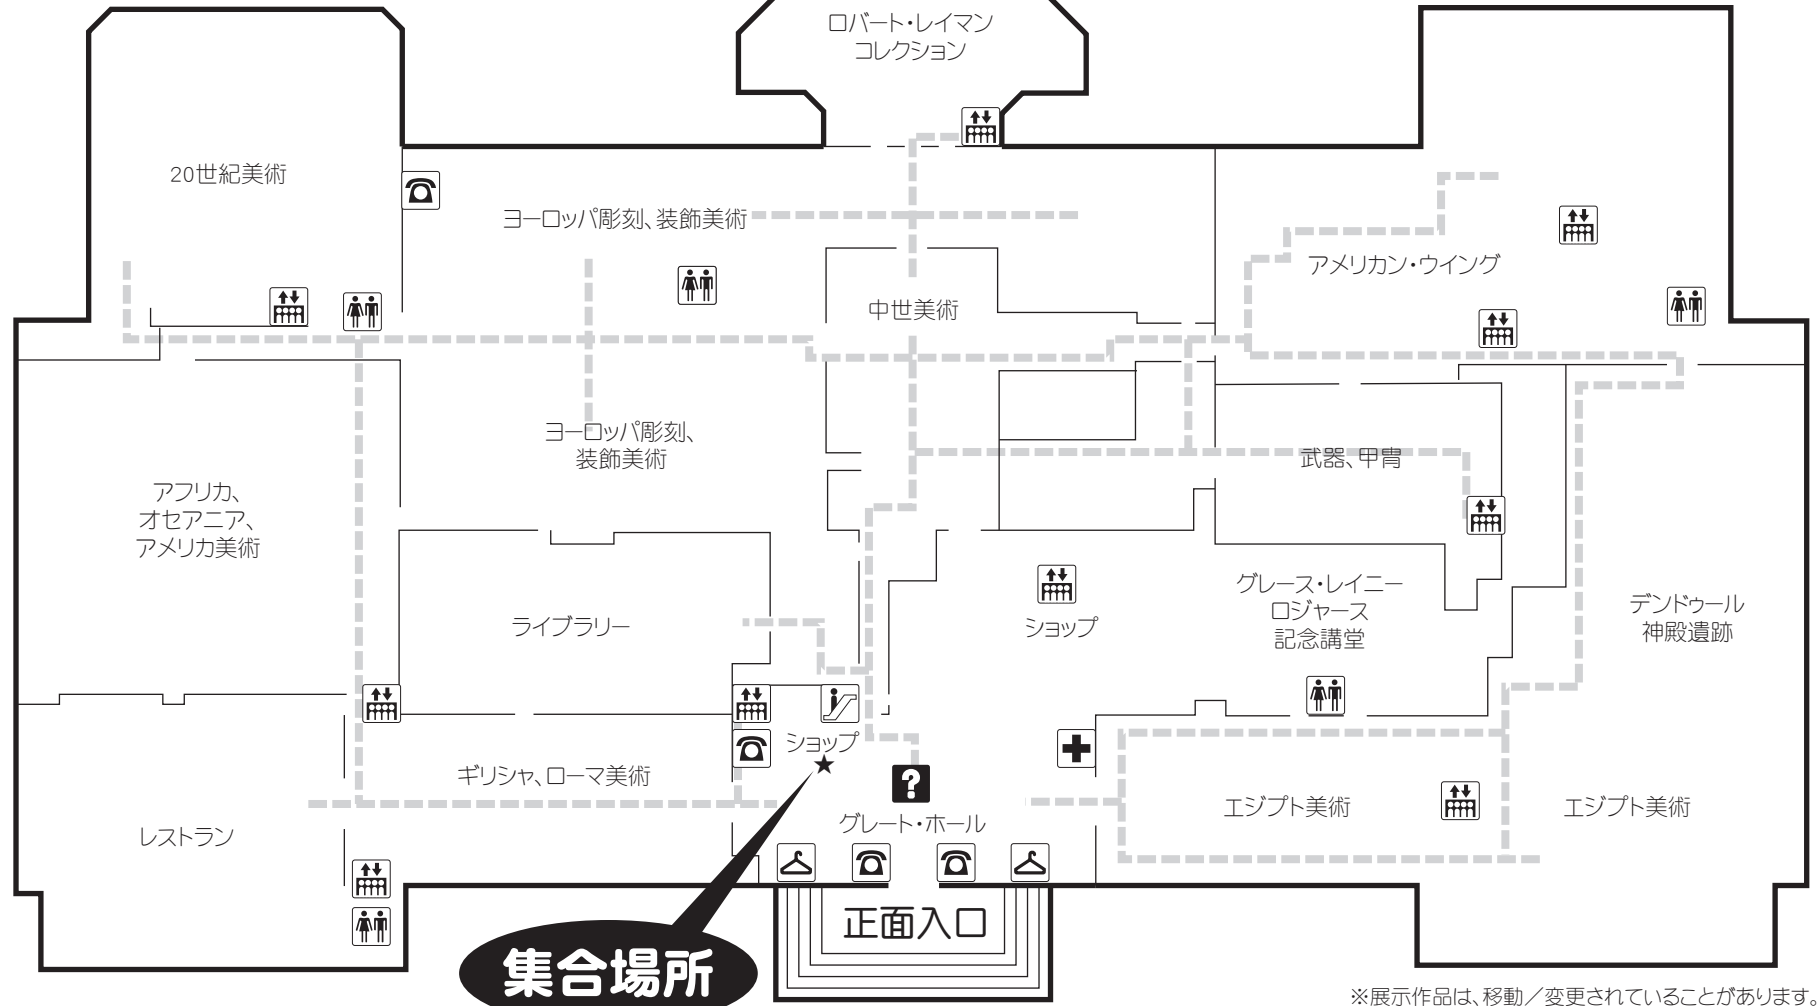 ロバート・レイマン
コレクション
20世紀美術
ヨーロッパ彫刻、装飾美術
アメリカン・ウイング
中世美術
ヨーロッパ彫刻、
装飾美術
武器、甲冑
アフリカ、
オセアニア、
アメリカ美術
ライブラリー
ショップ
グレース・レイニー
ロジャース
記念講堂
デンドゥール
神殿遺跡
ショップ
★
ギリシャ、ローマ美術
?
レストラン
グレート・ホール
エジプト美術
エジプト美術
正面入口
集合場所
※展示作品は、移動／変更されていることがあります。